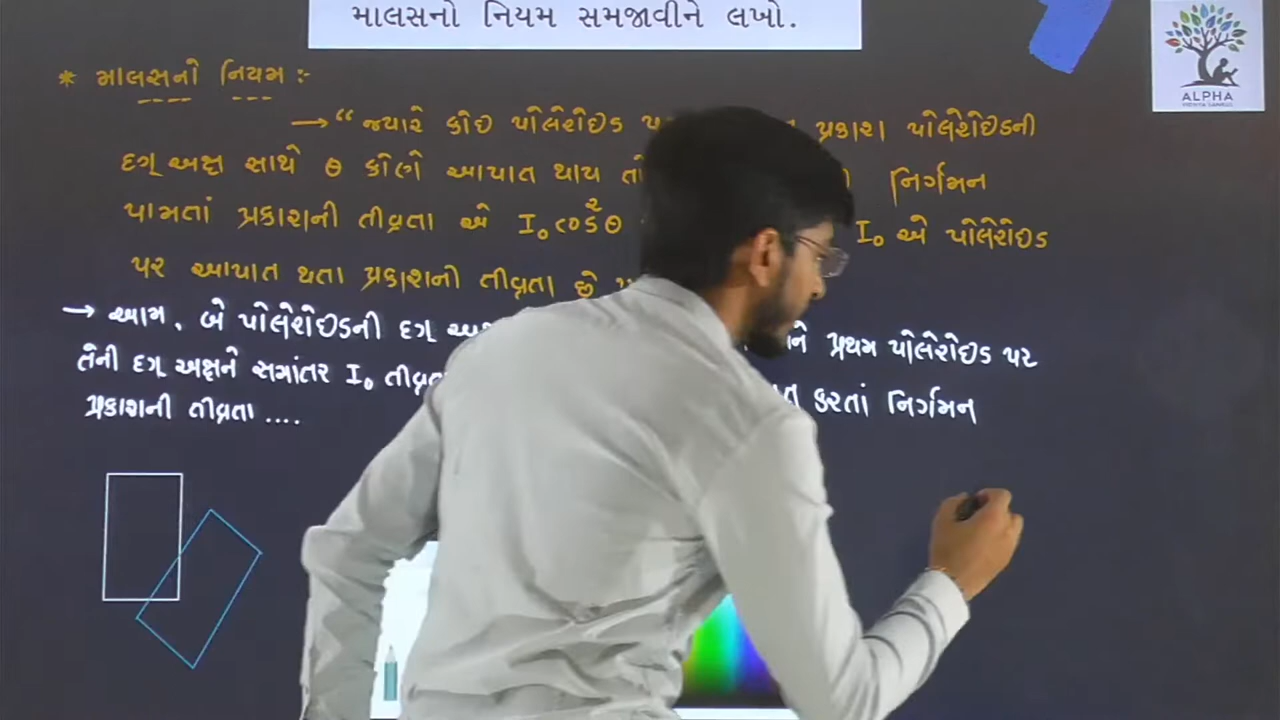 માલસનો નિયમ સમજાવીને લખો.
ALPHA
* માલસનો નિયમ :-
→ “જ્યારે કોઇ પોલેરોઇડ પ્રકાશ પોલેરોઇડની
દગ્ અક્ષ સાથે θ કોણે આપાત થાય તો નિર્ગમન
પામતાં પ્રકાશની તીવ્રતા એ I₀cos²θ I₀ એ પોલેરોઇડ
પર આપાત થતા પ્રકાશની તીવ્રતા છે
→ આમ, બે પોલેરોઇડની દગ્ પ્રથમ પોલેરોઇડ પર
તેની દગ્ અક્ષને સમાંતર I₀ કરતાં નિર્ગમન
પ્રકાશની તીવ્રતા ....